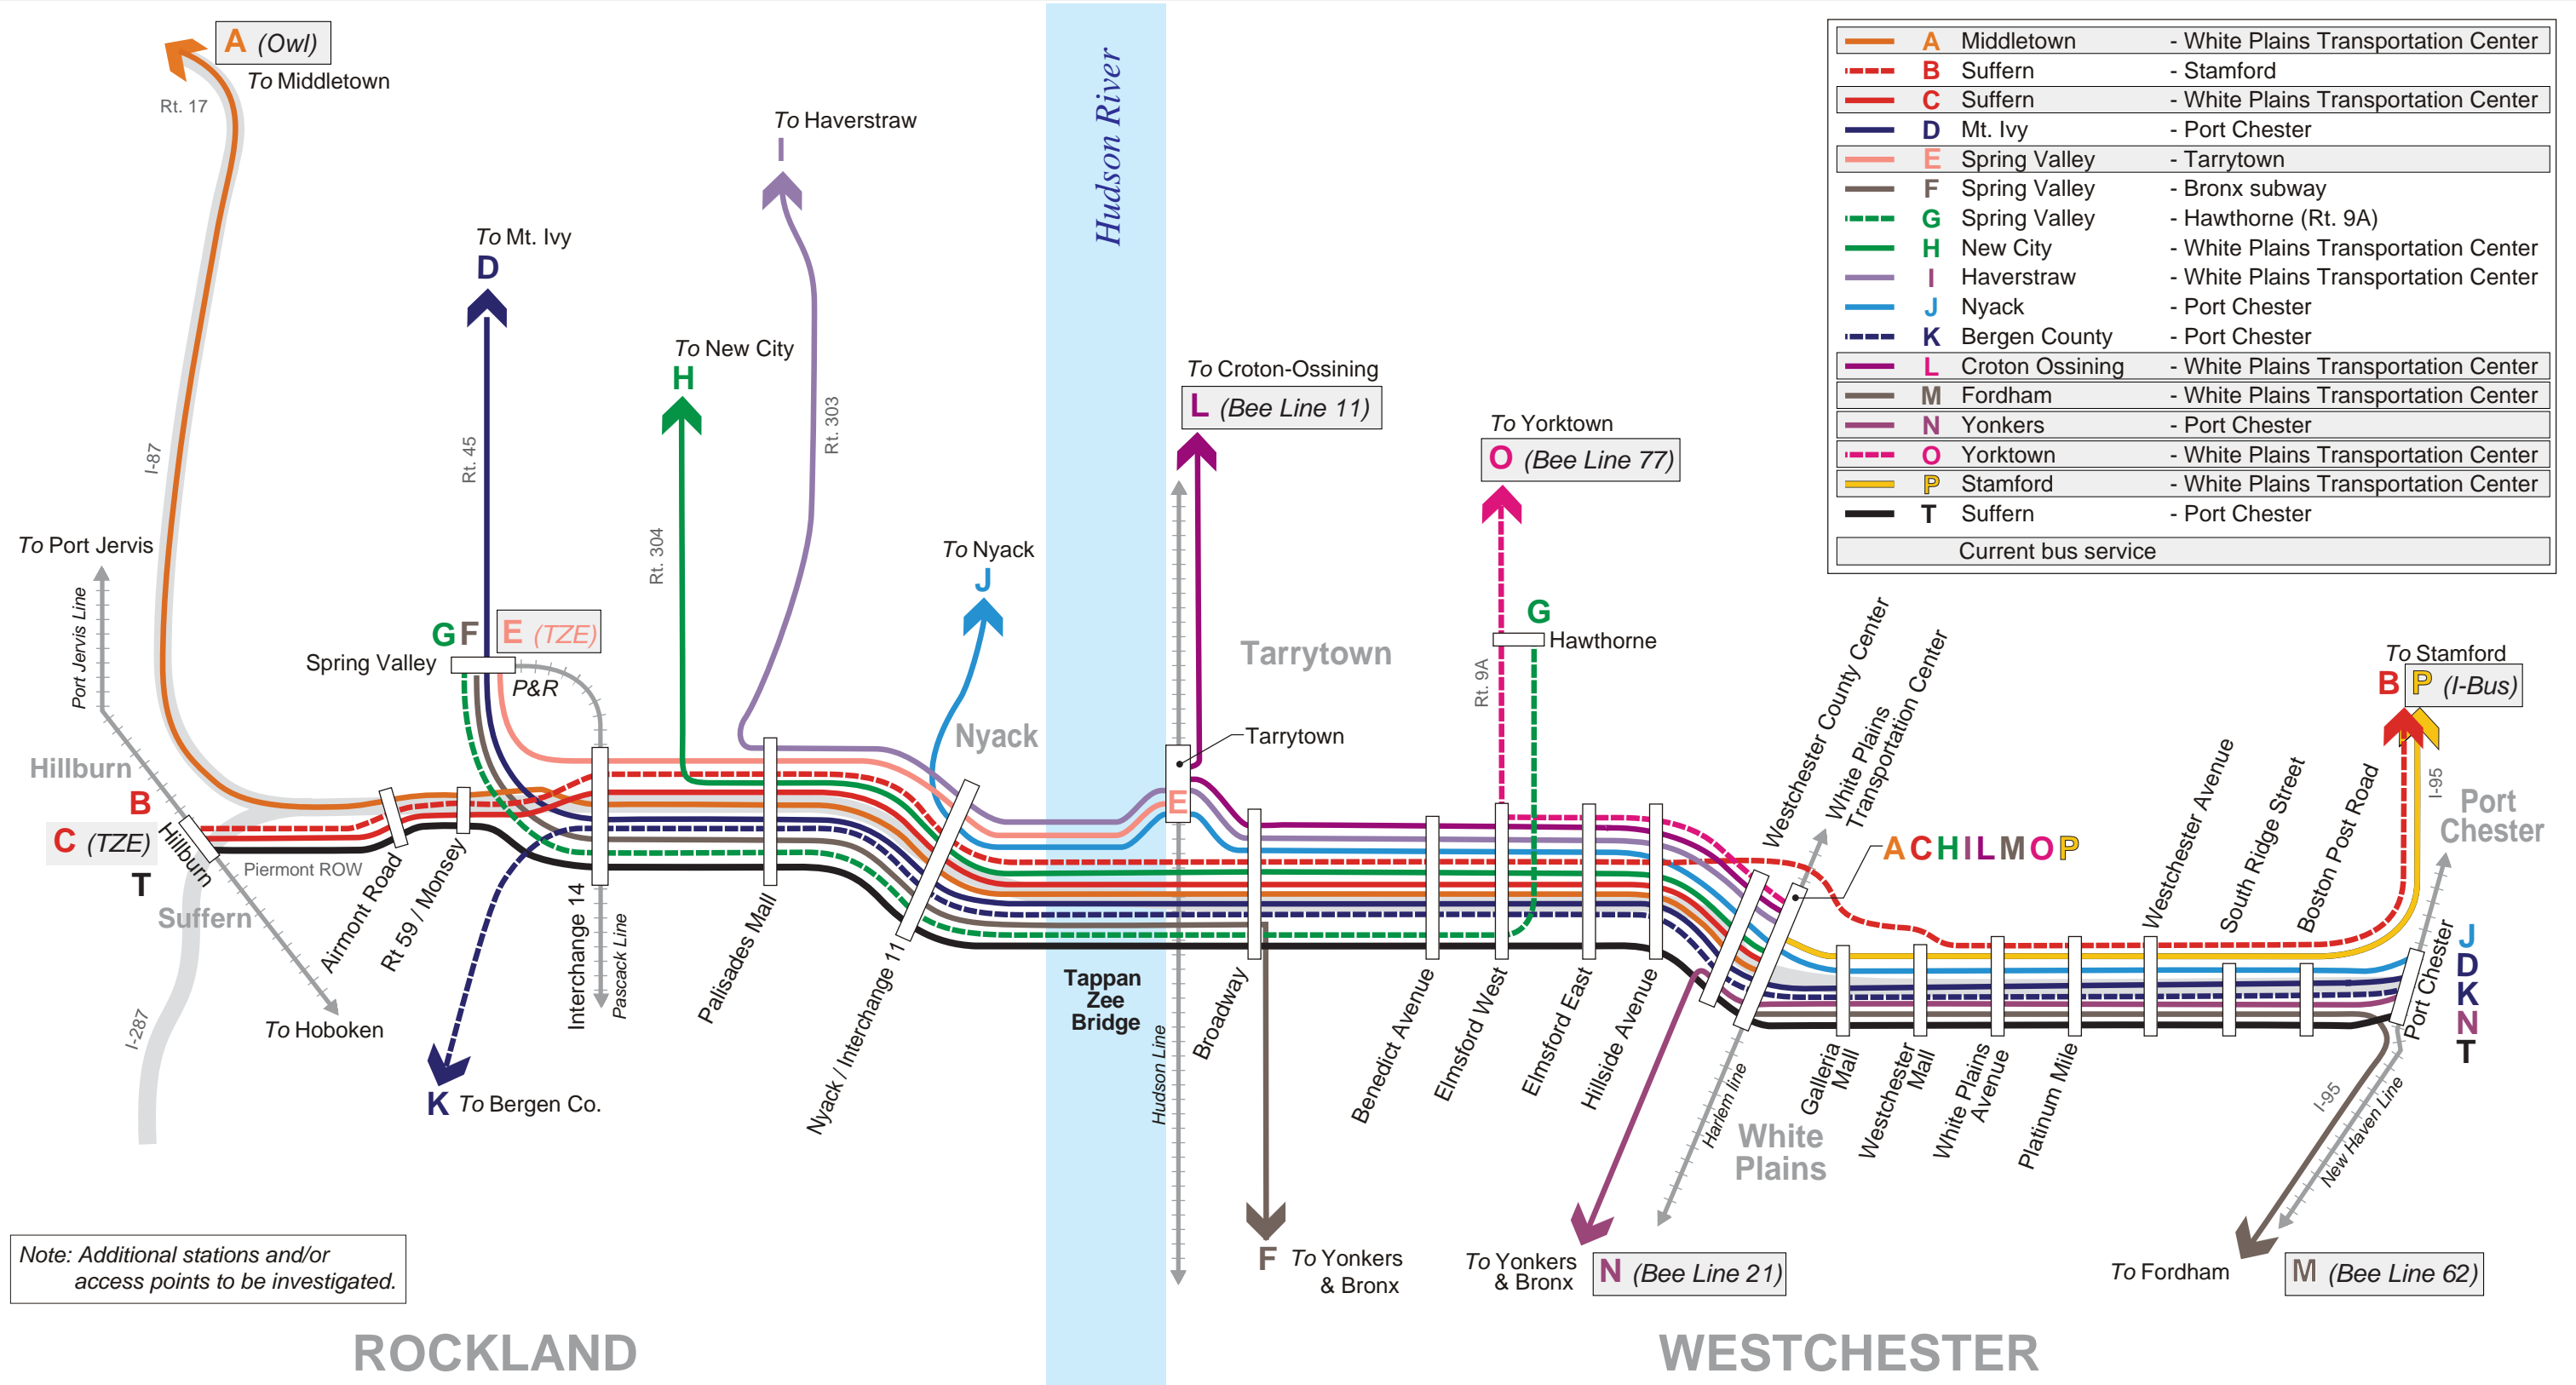 A (Owl)
To Middletown
Rt. 17
To Haverstraw
I
Hudson River
To Mt. Ivy
D
To New City
H
Rt. 45
Rt. 304
Rt. 303
I-87
To Croton-Ossining
L (Bee Line 11)
To Yorktown
O (Bee Line 77)
A Middletown - White Plains Transportation Center
B Suffern - Stamford
C Suffern - White Plains Transportation Center
D Mt. Ivy - Port Chester
E Spring Valley - Tarrytown
F Spring Valley - Bronx subway
G Spring Valley - Hawthorne (Rt. 9A)
H New City - White Plains Transportation Center
I Haverstraw - White Plains Transportation Center
J Nyack - Port Chester
K Bergen County - Port Chester
L Croton Ossining - White Plains Transportation Center
M Fordham - White Plains Transportation Center
N Yonkers - Port Chester
O Yorktown - White Plains Transportation Center
P Stamford - White Plains Transportation Center
T Suffern - Port Chester
Current bus service
To Port Jervis
Port Jervis Line
To Nyack
J
G F E (TZE)
Spring Valley
P&R
Nyack
Tarrytown
Tarrytown
E
G
Hawthorne
Rt. 9A
Westchester County Center
White Plains
Transportation Center
A C H I L M O P
To Stamford
B P (I-Bus)
I-95
Port
Chester
Hillburn
B
C (TZE)
T
Hillburn
Suffern
Piermont ROW
I-287
To Hoboken
Airmont Road
Rt 59 / Monsey
Interchange 14
Pascack Line
Palisades Mall
Nyack / Interchange 11
K To Bergen Co.
Tappan
Zee
Bridge
Hudson Line
Broadway
Benedict Avenue
Elmsford West
Elmsford East
Hillside Avenue
Harlem line
White
Plains
Galleria
Mall
Westchester
Mall
White Plains
Avenue
Platinum Mile
Westchester Avenue
South Ridge Street
Boston Post Road
Port Chester
J
D
K
N
T
I-95
New Haven Line
F To Yonkers
& Bronx
To Yonkers
& Bronx
N (Bee Line 21)
To Fordham
M (Bee Line 62)
Note: Additional stations and/or
access points to be investigated.
ROCKLAND
WESTCHESTER